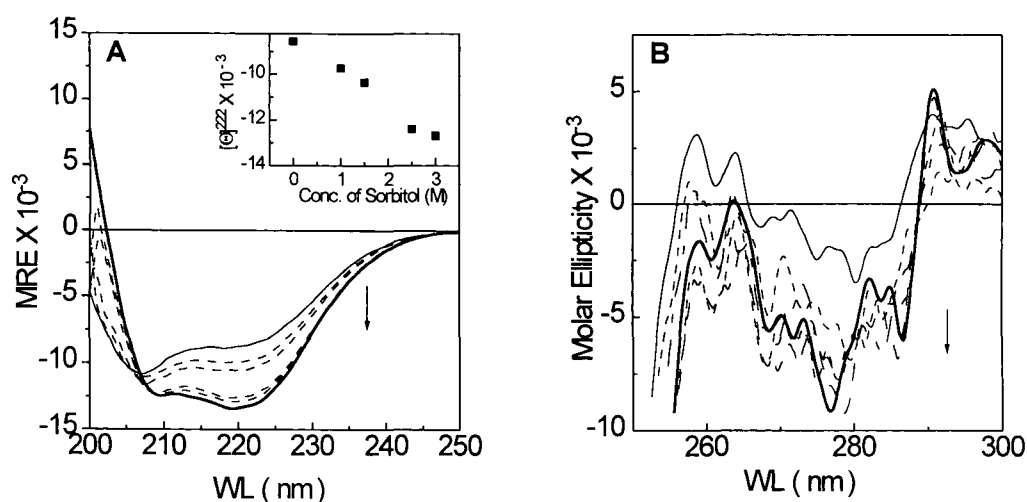 A
15
10
5
0
-5
-10
-15
MRE X 10⁻³
200 210 220 230 240 250
WL ( nm)
[Θ]²²² X 10⁻³
-10
-12
-14
0 1 2 3
Conc. of Sorbitol (M)
B
5
0
-5
-10
Molar Ellipticity X 10⁻³
260 280 300
WL ( nm)